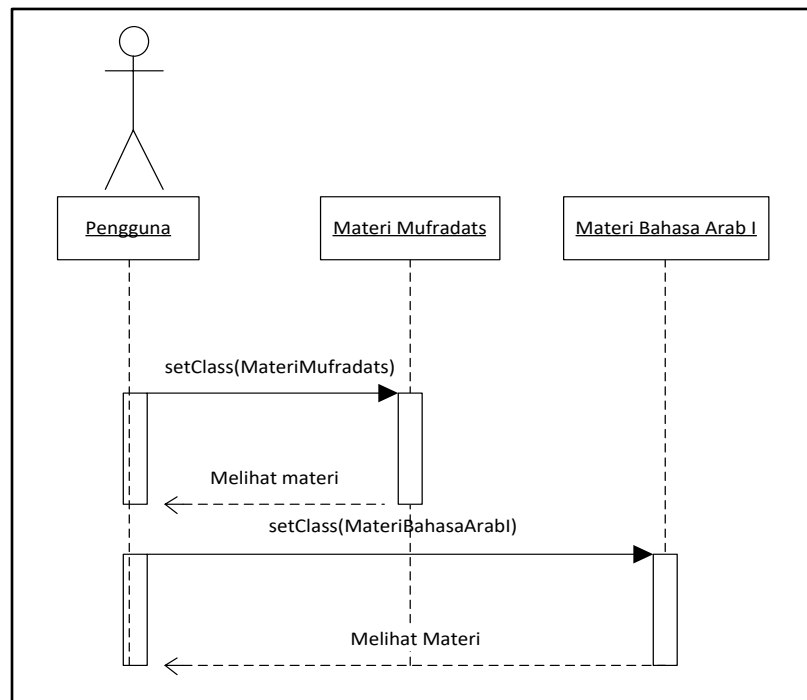 Pengguna
Materi Mufradats
Materi Bahasa Arab I
setClass(MateriMufradats)
Melihat materi
setClass(MateriBahasaArabI)
Melihat Materi